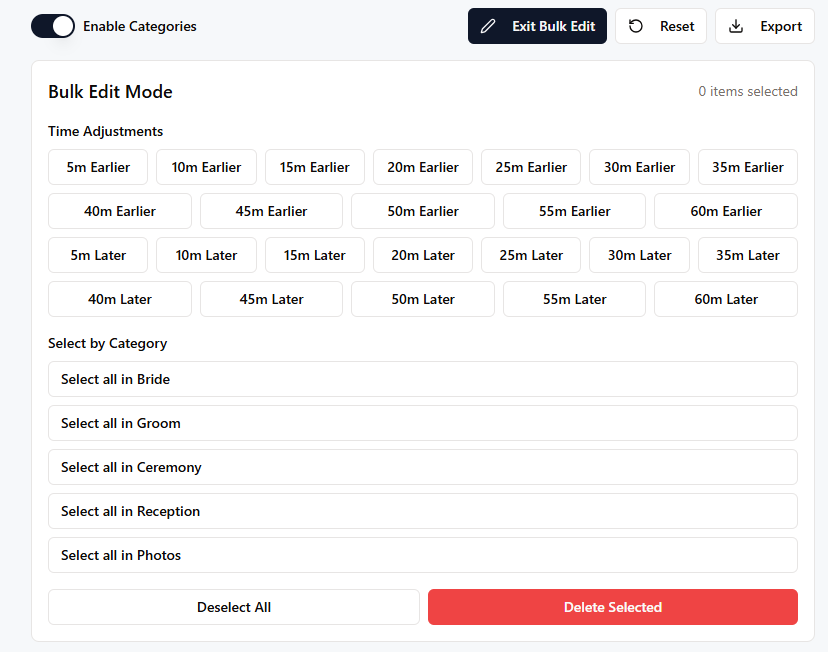 Enable Categories
Exit Bulk Edit
Reset
Export
Bulk Edit Mode
0 items selected
Time Adjustments
5m Earlier
10m Earlier
15m Earlier
20m Earlier
25m Earlier
30m Earlier
35m Earlier
40m Earlier
45m Earlier
50m Earlier
55m Earlier
60m Earlier
5m Later
10m Later
15m Later
20m Later
25m Later
30m Later
35m Later
40m Later
45m Later
50m Later
55m Later
60m Later
Select by Category
Select all in Bride
Select all in Groom
Select all in Ceremony
Select all in Reception
Select all in Photos
Deselect All
Delete Selected